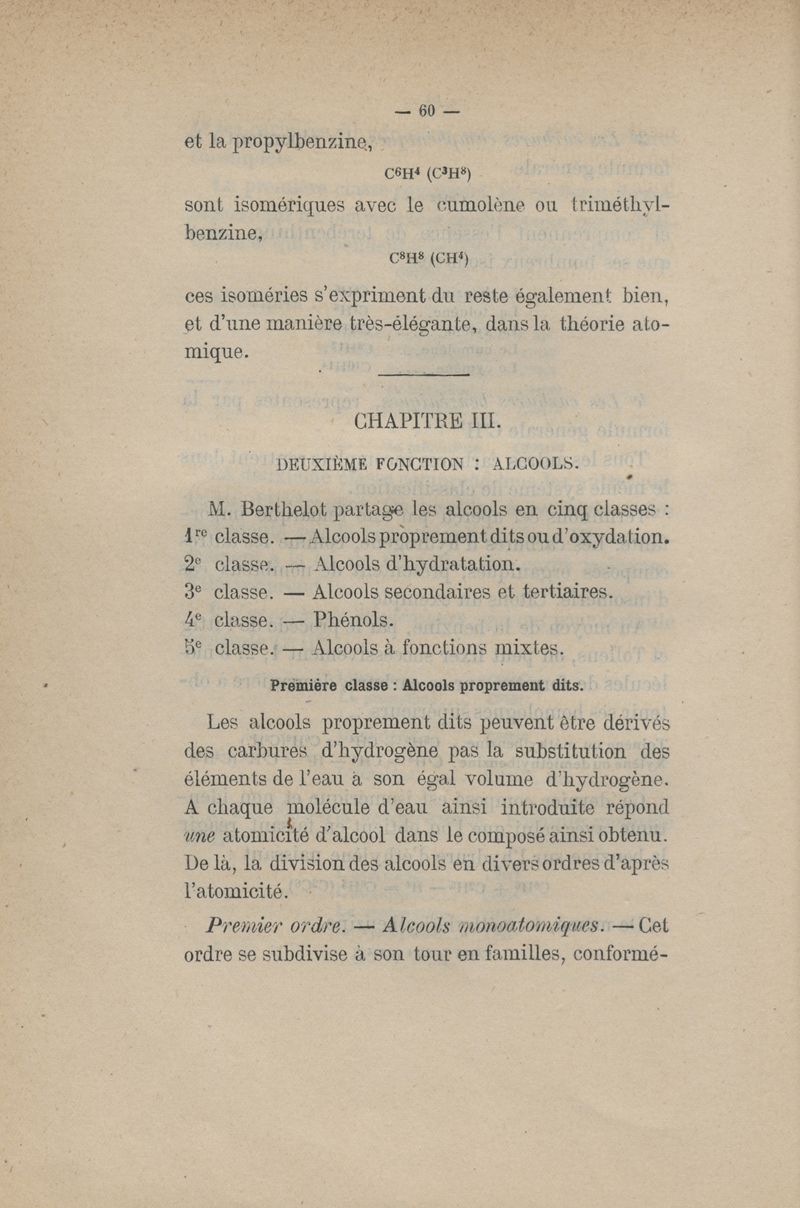 — 60 —
et la propylbenzine,
C⁶H⁴ (C³H⁸)
sont isomériques avec le cumolène ou triméthyl-
benzine,
C⁸H⁸ (CH⁴)
ces isoméries s'expriment du reste également bien,
et d'une manière très-élégante, dans la théorie ato-
mique.
CHAPITRE III.
DEUXIÈME FONCTION : ALCOOLS.
M. Berthelot partage les alcools en cinq classes :
1ʳᵉ classe. — Alcools proprement dits ou d'oxydation.
2ᵉ classe. — Alcools d'hydratation.
3ᵉ classe. — Alcools secondaires et tertiaires.
4ᵉ classe. — Phénols.
5ᵉ classe. — Alcools à fonctions mixtes.
Première classe : Alcools proprement dits.
Les alcools proprement dits peuvent être dérivés
des carbures d'hydrogène pas la substitution des
éléments de l'eau à son égal volume d'hydrogène.
A chaque molécule d'eau ainsi introduite répond
une atomicité d'alcool dans le composé ainsi obtenu.
De là, la division des alcools en divers ordres d'après
l'atomicité.
Premier ordre. — Alcools monoatomiques. — Cet
ordre se subdivise à son tour en familles, conformé-